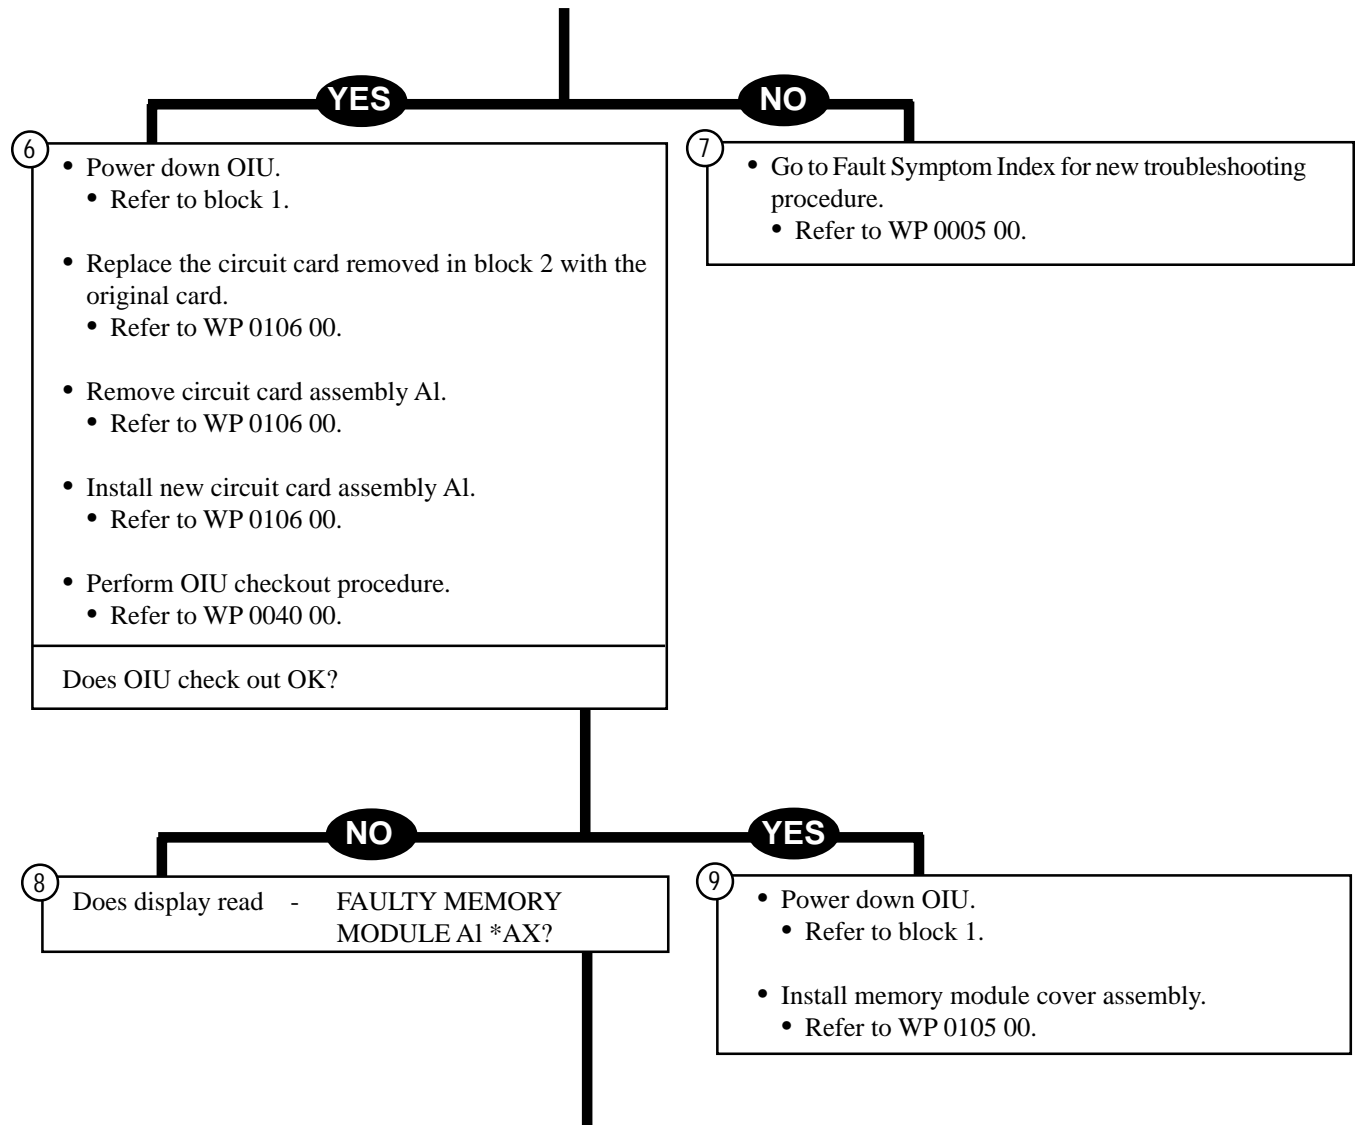 YES
NO
6
• Power down OIU.
• Refer to block 1.
• Replace the circuit card removed in block 2 with the
original card.
• Refer to WP 0106 00.
• Remove circuit card assembly Al.
• Refer to WP 0106 00.
• Install new circuit card assembly Al.
• Refer to WP 0106 00.
• Perform OIU checkout procedure.
• Refer to WP 0040 00.
Does OIU check out OK?
7
• Go to Fault Symptom Index for new troubleshooting
procedure.
• Refer to WP 0005 00.
NO
YES
8
Does display read - FAULTY MEMORY
MODULE Al *AX?
9
• Power down OIU.
• Refer to block 1.
• Install memory module cover assembly.
• Refer to WP 0105 00.